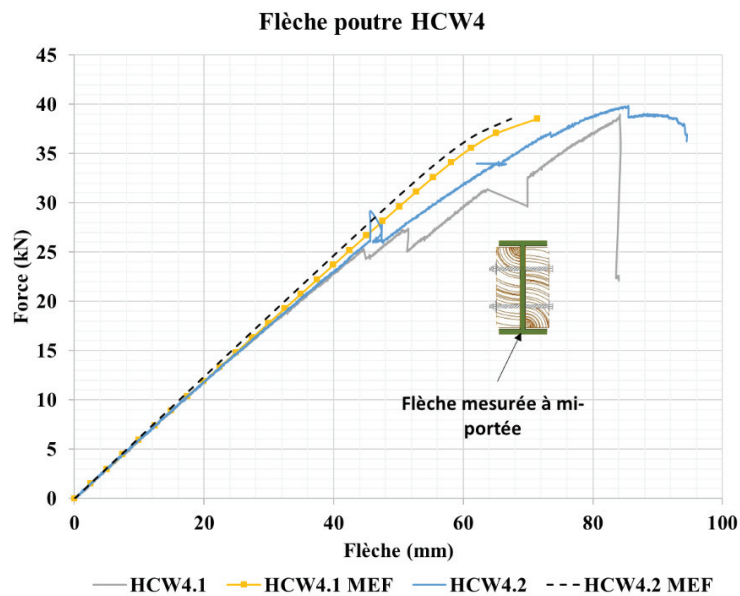 Flèche poutre HCW4
Force (kN)
45
40
35
30
25
20
15
10
5
0
Flèche mesurée à mi-
portée
0 20 40 60 80 100
Flèche (mm)
HCW4.1 HCW4.1 MEF HCW4.2 HCW4.2 MEF